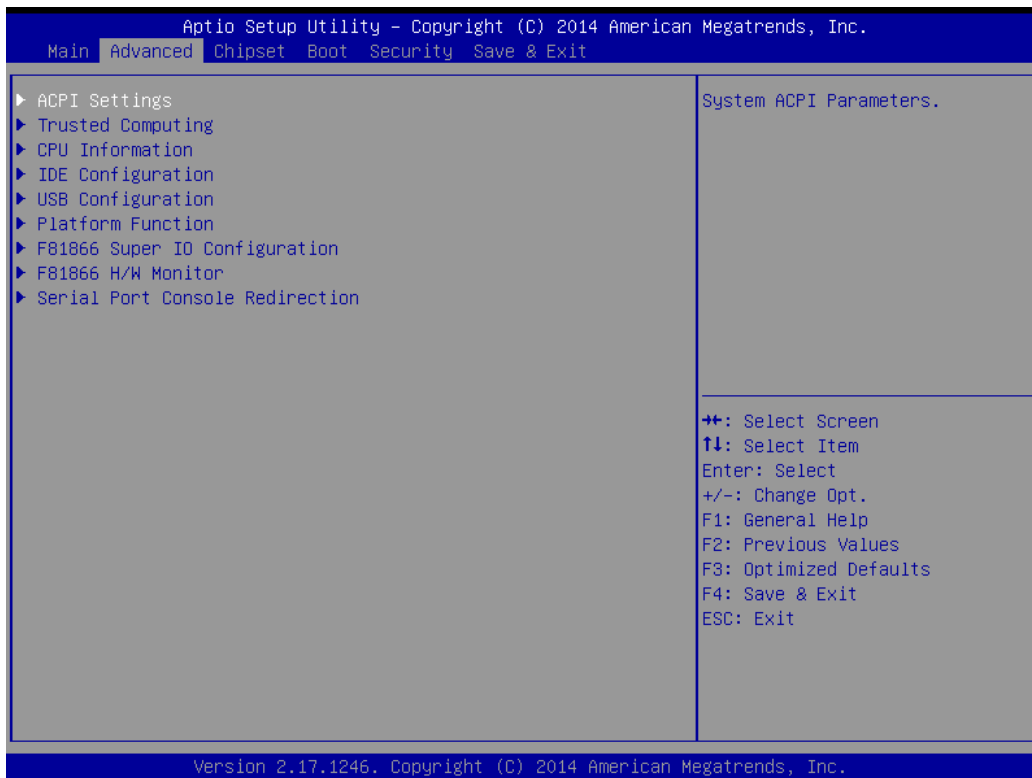 Aptio Setup Utility – Copyright (C) 2014 American Megatrends, Inc.
Main Advanced Chipset Boot Security Save & Exit
▶ ACPI Settings
▶ Trusted Computing
▶ CPU Information
▶ IDE Configuration
▶ USB Configuration
▶ Platform Function
▶ F81866 Super IO Configuration
▶ F81866 H/W Monitor
▶ Serial Port Console Redirection
System ACPI Parameters.
→←: Select Screen
↑↓: Select Item
Enter: Select
+/-: Change Opt.
F1: General Help
F2: Previous Values
F3: Optimized Defaults
F4: Save & Exit
ESC: Exit
Version 2.17.1246. Copyright (C) 2014 American Megatrends, Inc.